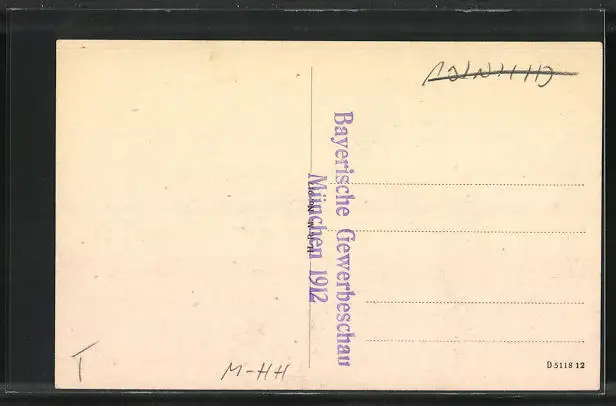 Bayerische Gewerbeschau
München 1912
M-HH
D 5118 12